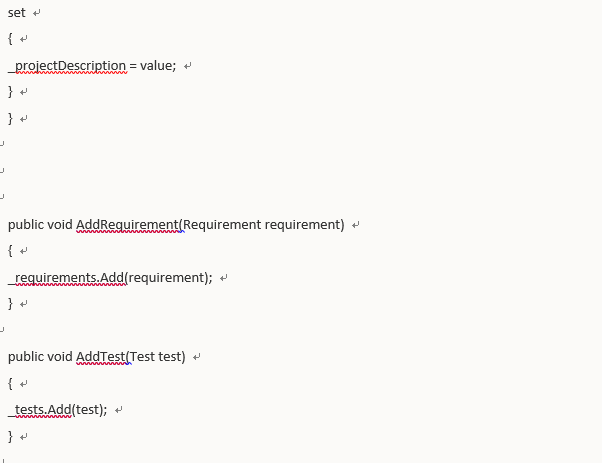 set
{
_projectDescription = value;
}
}
public void AddRequirement(Requirement requirement)
{
_requirements.Add(requirement);
}
public void AddTest(Test test)
{
_tests.Add(test);
}